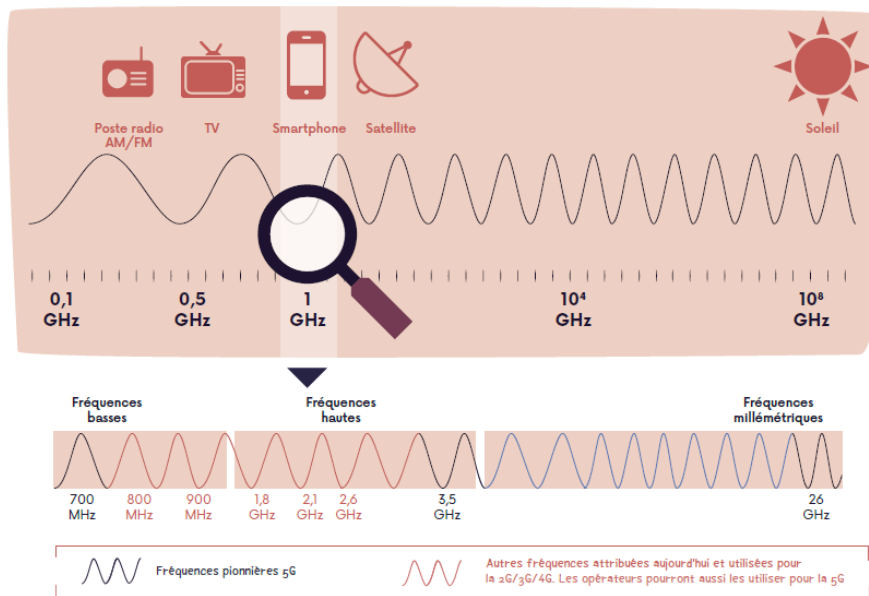 Poste radio
AM/FM
TV
Smartphone
Satellite
Soleil
0,1
GHz
0,5
GHz
1
GHz
10⁴
GHz
10⁸
GHz
Fréquences
basses
Fréquences
hautes
Fréquences
millémétriques
700
MHz
800
MHz
900
MHz
1,8
GHz
2,1
GHz
2,6
GHz
3,5
GHz
26
GHz
Fréquences pionnières 5G
Autres fréquences attribuées aujourd'hui et utilisées pour
la 2G/3G/4G. Les opérateurs pourront aussi les utiliser pour la 5G